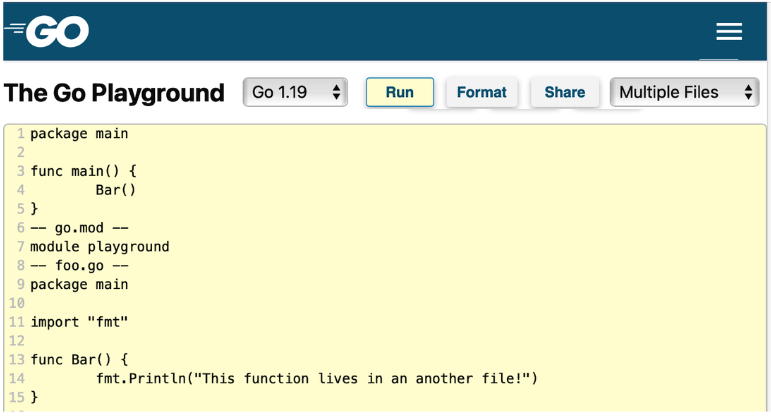 GO
The Go Playground Go 1.19 Run Format Share Multiple Files
1 package main
2
3 func main() {
4 Bar()
5 }
6 -- go.mod --
7 module playground
8 -- foo.go --
9 package main
10
11 import "fmt"
12
13 func Bar() {
14 fmt.Println("This function lives in an another file!")
15 }